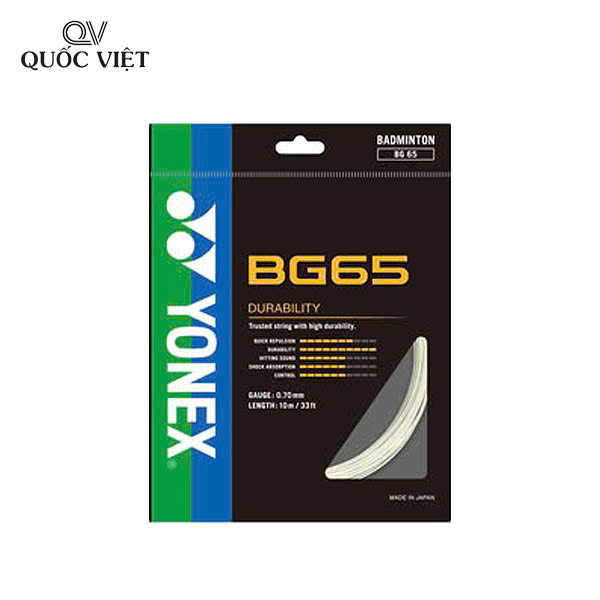 QV
QUỐC VIỆT
BADMINTON
BG 65
YONEX®
BG65
DURABILITY
Trusted string with high durability.
QUICK REPULSION
DURABILITY
HITTING SOUND
SHOCK ABSORPTION
CONTROL
GAUGE: 0.70mm
LENGTH: 10m / 33ft
MADE IN JAPAN